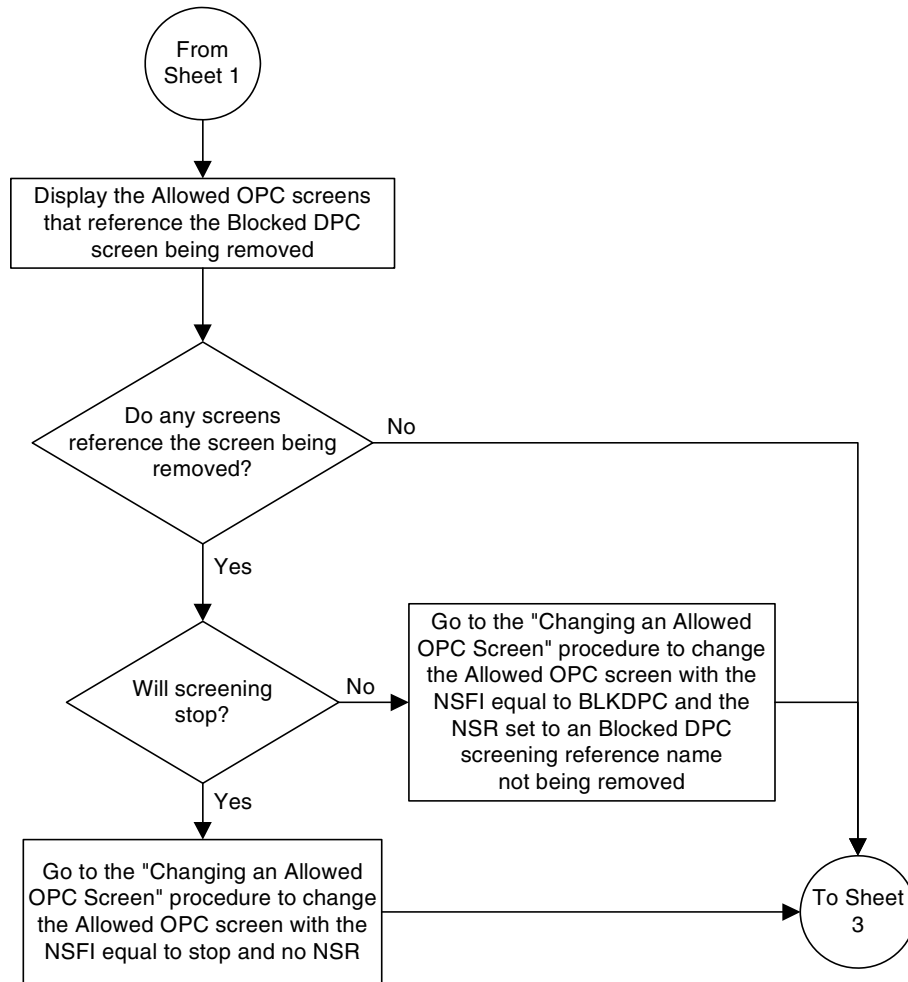 From
Sheet 1
Display the Allowed OPC screens
that reference the Blocked DPC
screen being removed
Do any screens
reference the screen being
removed?
No
Yes
Will screening
stop?
No
Go to the "Changing an Allowed
OPC Screen" procedure to change
the Allowed OPC screen with the
NSFI equal to BLKDPC and the
NSR set to an Blocked DPC
screening reference name
not being removed
Yes
Go to the "Changing an Allowed
OPC Screen" procedure to change
the Allowed OPC screen with the
NSFI equal to stop and no NSR
To Sheet
3